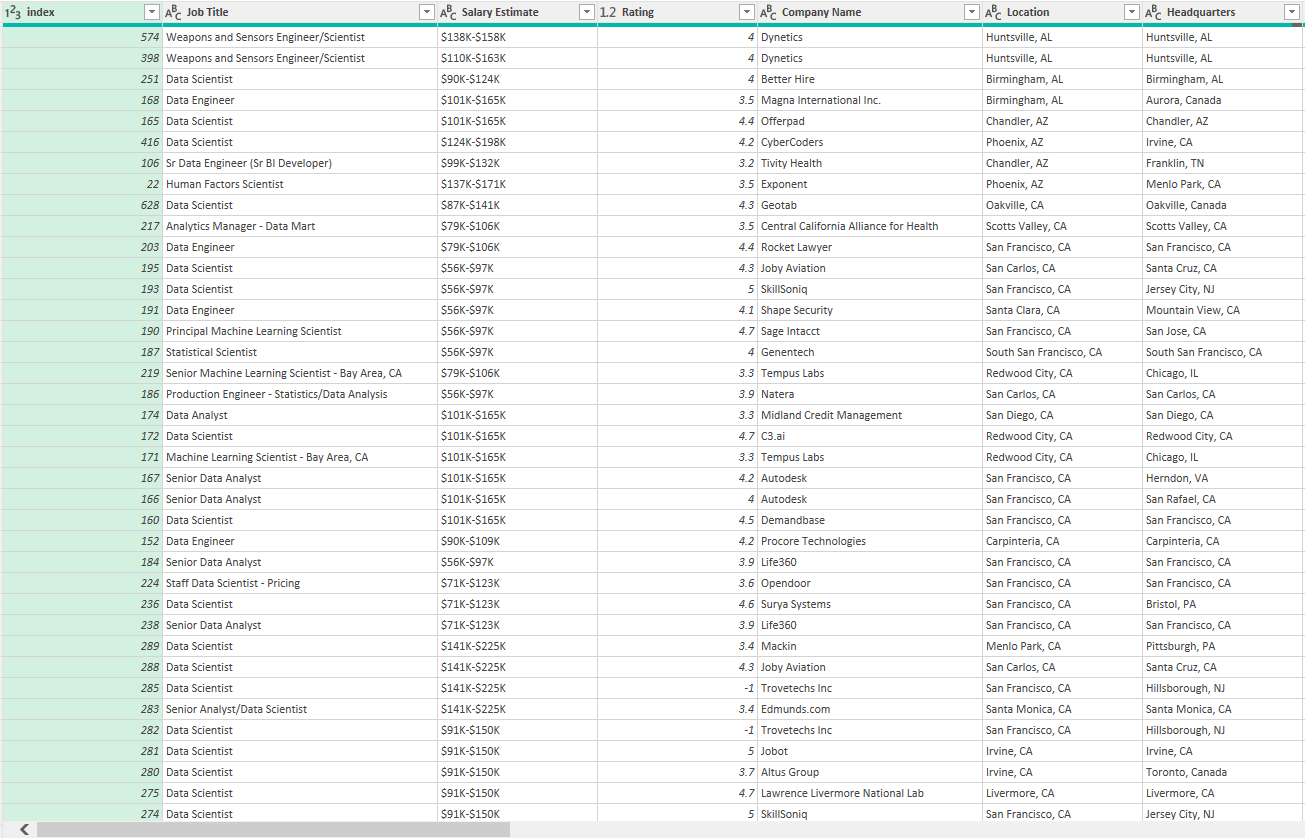 1 2 3 index ABC Job Title ABC Salary Estimate 1.2 Rating ABC Company Name ABC Location ABC Headquarters
574 Weapons and Sensors Engineer/Scientist $138K-$158K 4 Dynetics Huntsville, AL Huntsville, AL
398 Weapons and Sensors Engineer/Scientist $110K-$163K 4 Dynetics Huntsville, AL Huntsville, AL
251 Data Scientist $90K-$124K 4 Better Hire Birmingham, AL Birmingham, AL
168 Data Engineer $101K-$165K 3.5 Magna International Inc. Birmingham, AL Aurora, Canada
165 Data Scientist $101K-$165K 4.4 Offerpad Chandler, AZ Chandler, AZ
416 Data Scientist $124K-$198K 4.2 CyberCoders Phoenix, AZ Irvine, CA
106 Sr Data Engineer (Sr BI Developer) $99K-$132K 3.2 Tivity Health Chandler, AZ Franklin, TN
22 Human Factors Scientist $137K-$171K 3.5 Exponent Phoenix, AZ Menlo Park, CA
628 Data Scientist $87K-$141K 4.3 Geotab Oakville, CA Oakville, Canada
217 Analytics Manager - Data Mart $79K-$106K 3.5 Central California Alliance for Health Scotts Valley, CA Scotts Valley, CA
203 Data Engineer $79K-$106K 4.4 Rocket Lawyer San Francisco, CA San Francisco, CA
195 Data Scientist $56K-$97K 4.3 Joby Aviation San Carlos, CA Santa Cruz, CA
193 Data Scientist $56K-$97K 5 SkillSoniq San Francisco, CA Jersey City, NJ
191 Data Engineer $56K-$97K 4.1 Shape Security Santa Clara, CA Mountain View, CA
190 Principal Machine Learning Scientist $56K-$97K 4.7 Sage Intacct San Francisco, CA San Jose, CA
187 Statistical Scientist $56K-$97K 4 Genentech South San Francisco, CA South San Francisco, CA
219 Senior Machine Learning Scientist - Bay Area, CA $79K-$106K 3.3 Tempus Labs Redwood City, CA Chicago, IL
186 Production Engineer - Statistics/Data Analysis $56K-$97K 3.9 Natera San Carlos, CA San Carlos, CA
174 Data Analyst $101K-$165K 3.3 Midland Credit Management San Diego, CA San Diego, CA
172 Data Scientist $101K-$165K 4.7 C3.ai Redwood City, CA Redwood City, CA
171 Machine Learning Scientist - Bay Area, CA $101K-$165K 3.3 Tempus Labs Redwood City, CA Chicago, IL
167 Senior Data Analyst $101K-$165K 4.2 Autodesk San Francisco, CA Herndon, VA
166 Senior Data Analyst $101K-$165K 4 Autodesk San Francisco, CA San Rafael, CA
160 Data Scientist $101K-$165K 4.5 Demandbase San Francisco, CA San Francisco, CA
152 Data Engineer $90K-$109K 4.2 Procore Technologies Carpinteria, CA Carpinteria, CA
184 Senior Data Analyst $56K-$97K 3.9 Life360 San Francisco, CA San Francisco, CA
224 Staff Data Scientist - Pricing $71K-$123K 3.6 Opendoor San Francisco, CA San Francisco, CA
236 Data Scientist $71K-$123K 4.6 Surya Systems San Francisco, CA Bristol, PA
238 Senior Data Analyst $71K-$123K 3.9 Life360 San Francisco, CA San Francisco, CA
289 Data Scientist $141K-$225K 3.4 Mackin Menlo Park, CA Pittsburgh, PA
288 Data Scientist $141K-$225K 4.3 Joby Aviation San Carlos, CA Santa Cruz, CA
285 Data Scientist $141K-$225K -1 Trovetechs Inc San Francisco, CA Hillsborough, NJ
283 Senior Analyst/Data Scientist $141K-$225K 3.4 Edmunds.com Santa Monica, CA Santa Monica, CA
282 Data Scientist $91K-$150K -1 Trovetechs Inc San Francisco, CA Hillsborough, NJ
281 Data Scientist $91K-$150K 5 Jobot Irvine, CA Irvine, CA
280 Data Scientist $91K-$150K 3.7 Altus Group Irvine, CA Toronto, Canada
275 Data Scientist $91K-$150K 4.7 Lawrence Livermore National Lab Livermore, CA Livermore, CA
274 Data Scientist $91K-$150K 5 SkillSoniq San Francisco, CA Jersey City, NJ